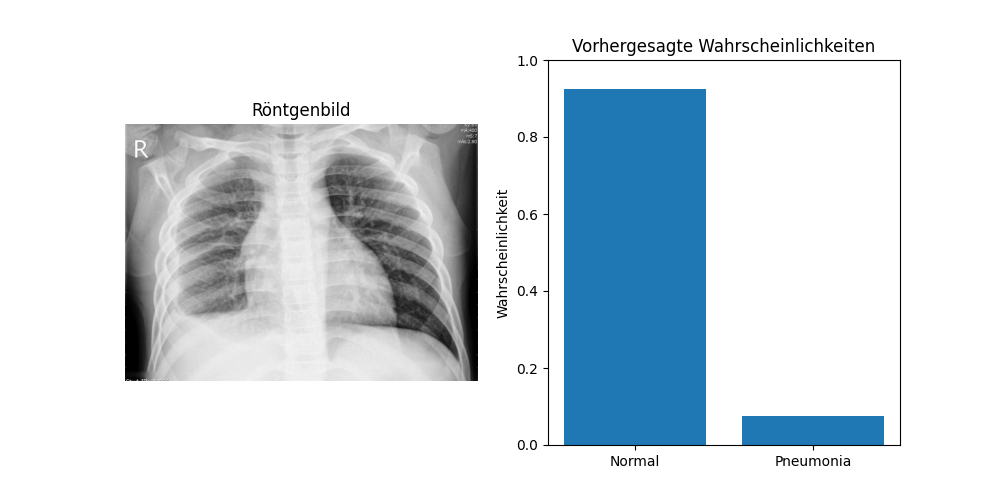 Röntgenbild
R
Vorhergesagte Wahrscheinlichkeiten
Wahrscheinlichkeit
1.0
0.8
0.6
0.4
0.2
0.0
Normal
Pneumonia